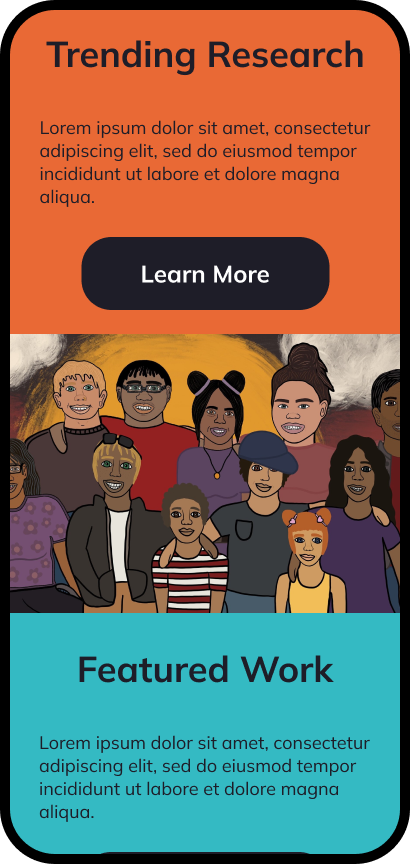 Trending Research
Lorem ipsum dolor sit amet, consectetur
adipiscing elit, sed do eiusmod tempor
incididunt ut labore et dolore magna
aliqua.
Learn More
Featured Work
Lorem ipsum dolor sit amet, consectetur
adipiscing elit, sed do eiusmod tempor
incididunt ut labore et dolore magna
aliqua.